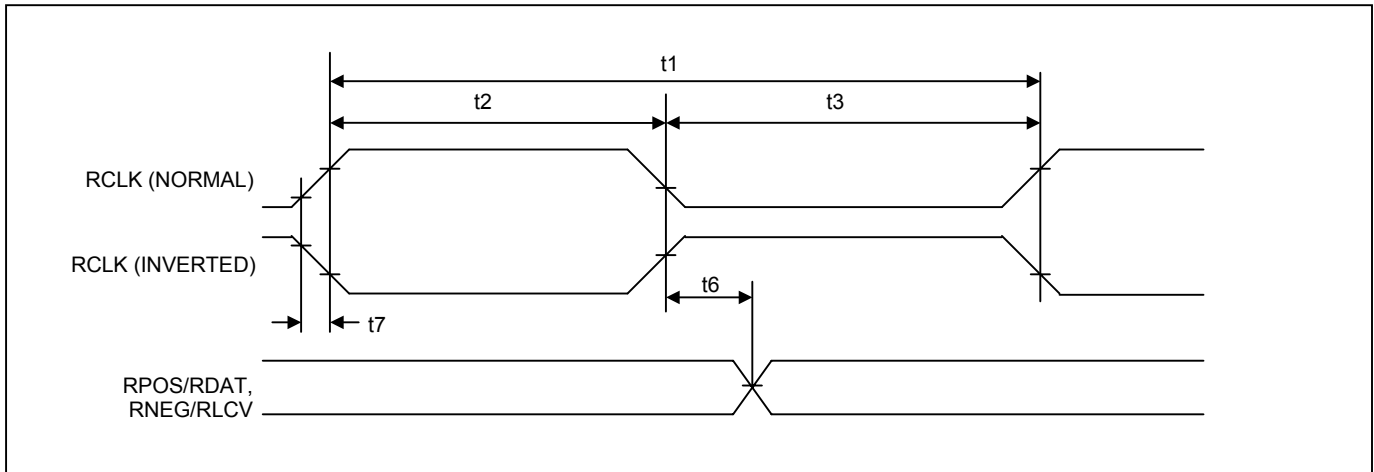 t1
t2
t3
RCLK (NORMAL)
RCLK (INVERTED)
t6
t7
RPOS/RDAT,
RNEG/RLCV